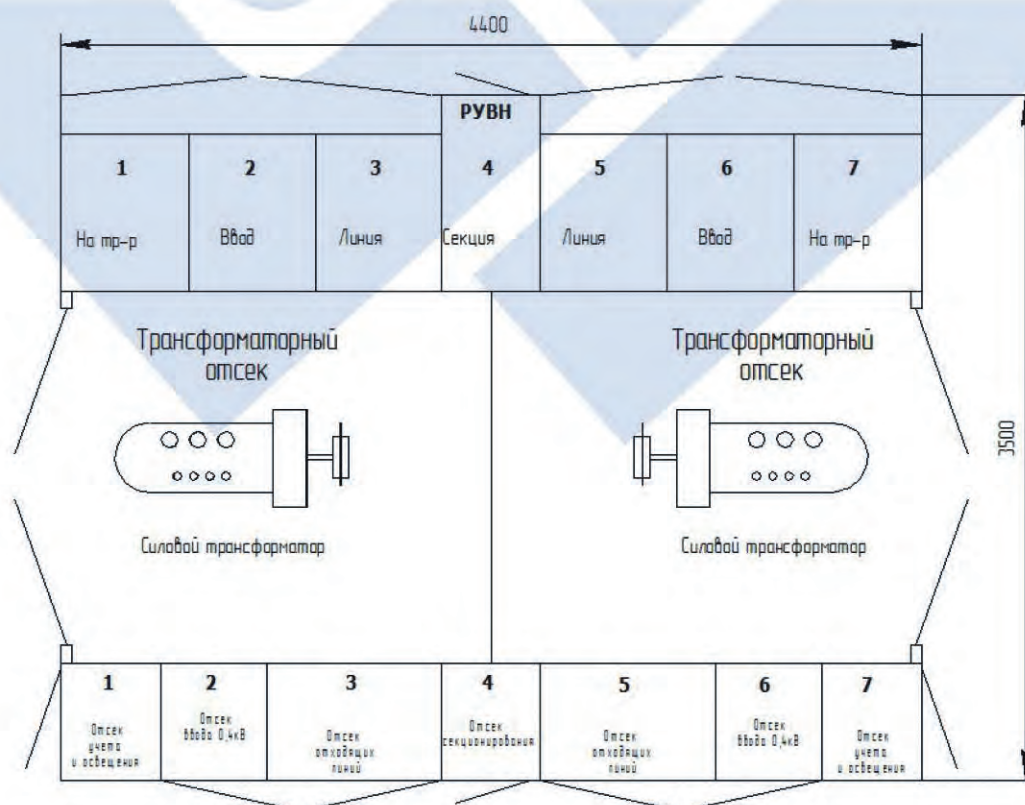 4400
РУВН
1 2 3 4 5 6 7
На тр-р Ввод Линия Секция Линия Ввод На тр-р
Трансформаторный Трансформаторный
отсек отсек
3500
Силовой трансформатор Силовой трансформатор
1 2 3 4 5 6 7
Отсек
учета
и освещения
Отсек
ввода 0,4кВ
Отсек
отходящих
линий
Отсек
секционирования
Отсек
отходящих
линий
Отсек
ввода 0,4кВ
Отсек
учета
и освещения